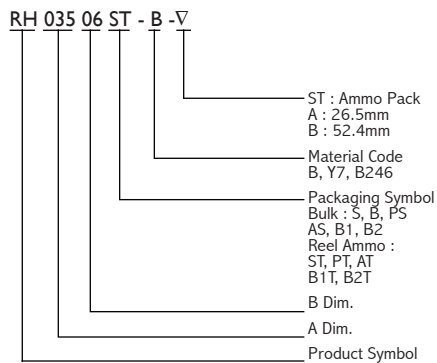 RH 035 06 ST - B -∇
ST : Ammo Pack
A : 26.5mm
B : 52.4mm
Material Code
B, Y7, B246
Packaging Symbol
Bulk : S, B, PS
AS, B1, B2
Reel Ammo :
ST, PT, AT
B1T, B2T
B Dim.
A Dim.
Product Symbol